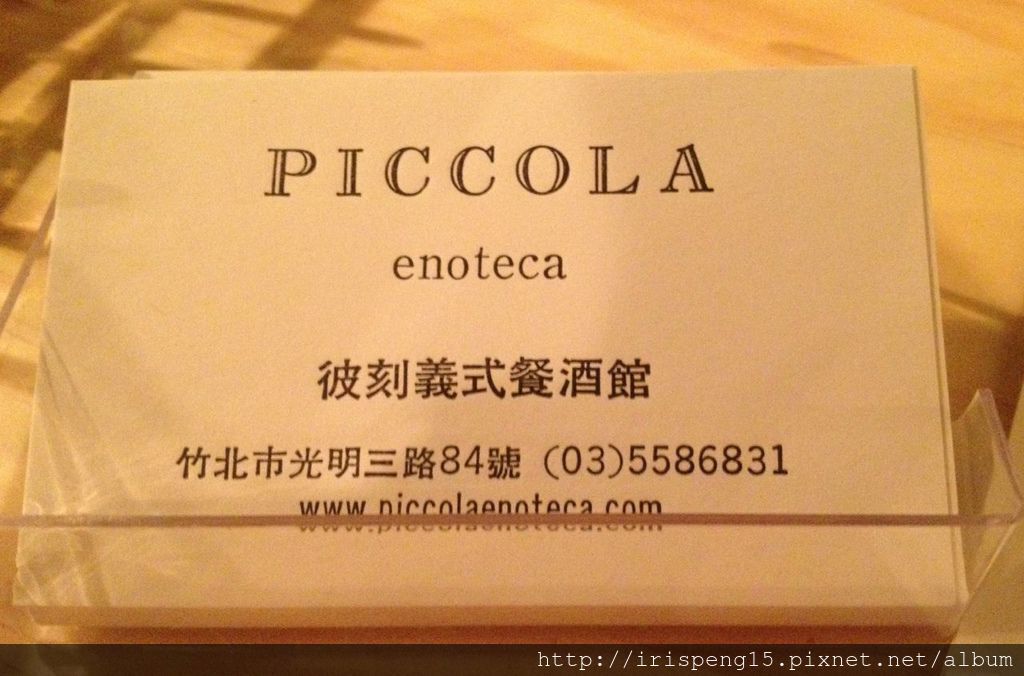 PICCOLA
enoteca
彼刻義式餐酒館
竹北市光明三路84號 (03)5586831
www.piccolaenoteca.com
http://irispeng15.pixnet.net/album